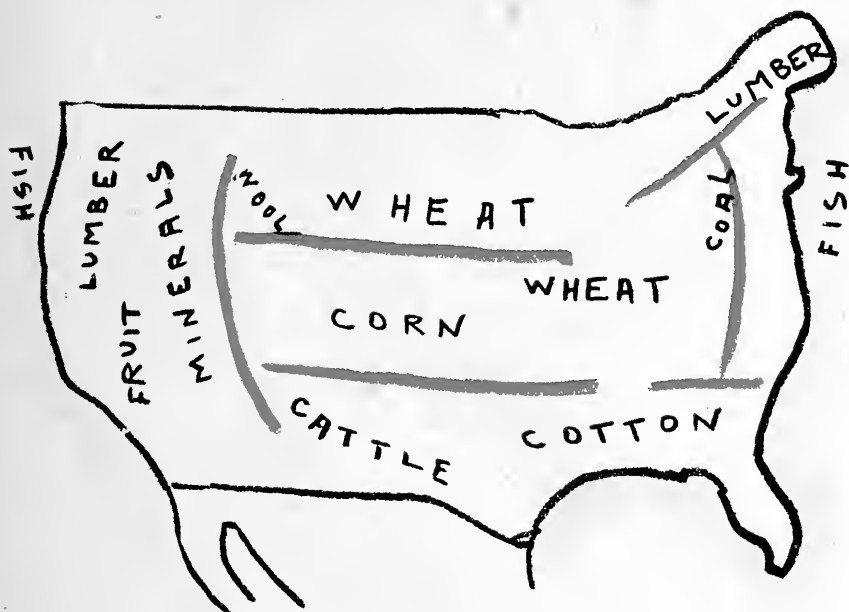 FISH
LUMBER
FRUIT
MINERALS
WOOL
WHEAT
WHEAT
CORN
CATTLE
COTTON
COAL
LUMBER
FISH